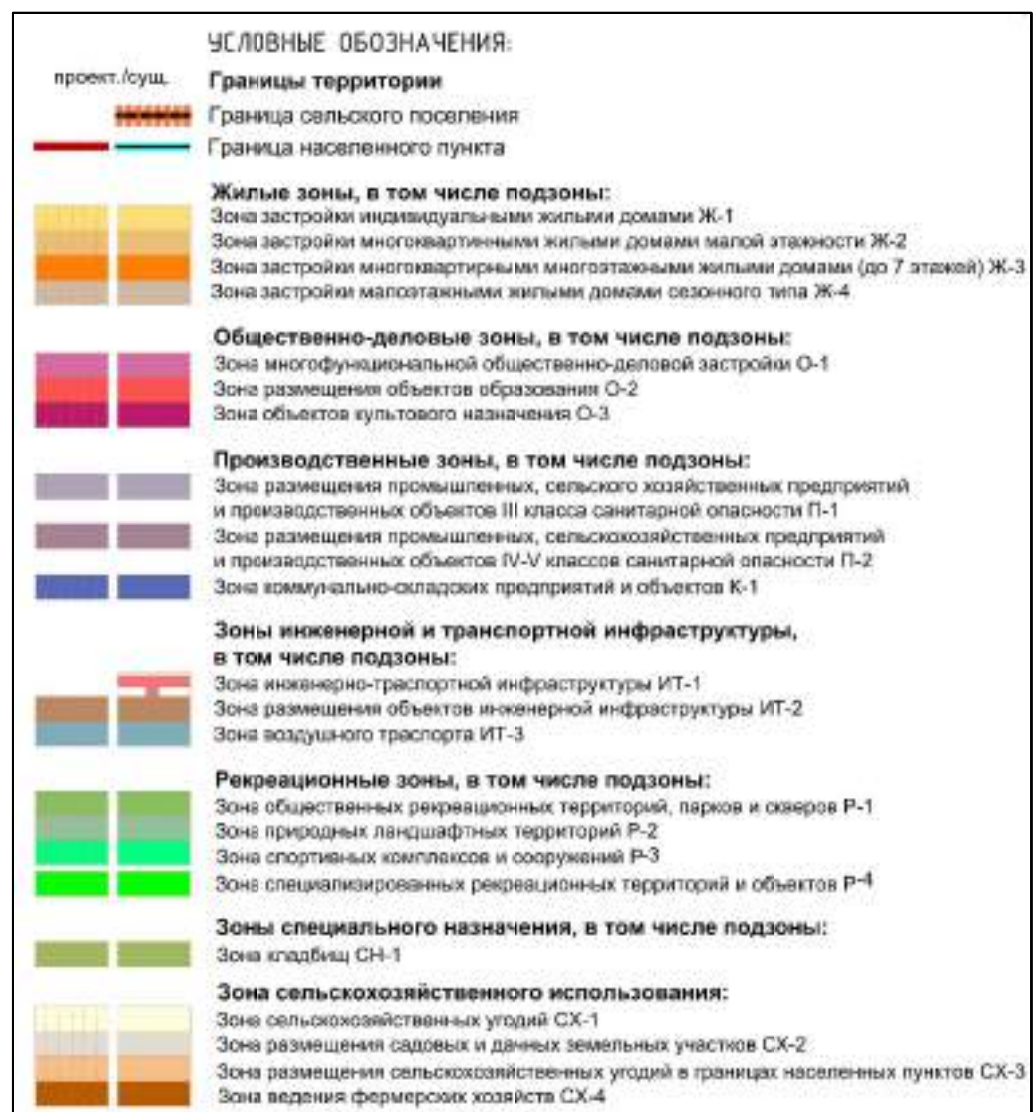 УСЛОВНЫЕ ОБОЗНАЧЕНИЯ:
проект./сущ. Границы территории
Граница сельского поселения
Граница населенного пункта
Жилые зоны, в том числе подзоны:
Зона застройки индивидуальными жилыми домами Ж-1
Зона застройки многоквартинными жилыми домами малой этажности Ж-2
Зона застройки многоквартирными многоэтажными жилыми домами (до 7 этажей) Ж-3
Зона застройки малоэтажными жилыми домами сезонного типа Ж-4
Общественно-деловые зоны, в том числе подзоны:
Зона многофункциональной общественно-деловой застройки О-1
Зона размещения объектов образования О-2
Зона объектов культового назначения О-3
Производственные зоны, в том числе подзоны:
Зона размещения промышленных, сельского хозяйственных предприятий
и производственных объектов III класса санитарной опасности П-1
Зона размещения промышленных, сельскохозяйственных предприятий
и производственных объектов IV-V классов санитарной опасности П-2
Зона коммунально-складских предприятий и объектов К-1
Зоны инженерной и транспортной инфраструктуры,
в том числе подзоны:
Зона инженерно-траспортной инфраструктуры ИТ-1
Зона размещения объектов инженерной инфраструктуры ИТ-2
Зона воздушного траспорта ИТ-3
Рекреационные зоны, в том числе подзоны:
Зона общественных рекреационных территорий, парков и скверов Р-1
Зона природных ландшафтных территорий Р-2
Зона спортивных комплексов и сооружений Р-3
Зона специализированных рекреационных территорий и объектов Р-4
Зоны специального назначения, в том числе подзоны:
Зона кладбищ СН-1
Зона сельскохозяйственного использования:
Зона сельскохозяйственных угодий СХ-1
Зона размещения садовых и дачных земельных участков СХ-2
Зона размещения сельскохозяйственных угодий в границах населенных пунктов СХ-3
Зона ведения фермерских хозяйств СХ-4